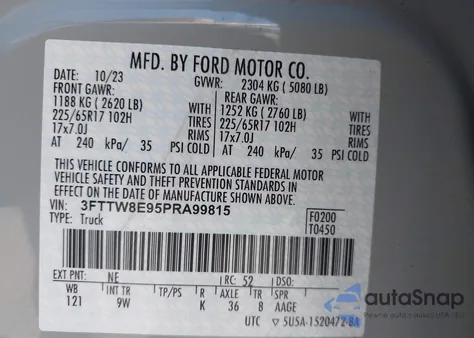 MFD. BY FORD MOTOR CO.
DATE: 10/23 GVWR: 2304 KG ( 5080 LB)
FRONT GAWR: REAR GAWR:
1188 KG ( 2620 LB) WITH 1252 KG ( 2760 LB) WITH
225/65R17 102H TIRES 225/65R17 102H TIRES
17x7.0J RIMS 17x7.0J RIMS
AT 240 kPa/ 35 PSI COLD AT 240 kPa/ 35 PSI COLD
THIS VEHICLE CONFORMS TO ALL APPLICABLE FEDERAL MOTOR
VEHICLE SAFETY AND THEFT PREVENTION STANDARDS IN
EFFECT ON THE DATE OF MANUFACTURE SHOWN ABOVE.
VIN: 3FTTW8E95PRA99815 F0200
TYPE: Truck T0450
EXT PNT: NE RC: 52 DSO:
WB INT TR TP/PS R AXLE TR SPR
121 9W K 36 8 AAGE
UTC ▽ 5U5A-1520472-BA
autoSnap